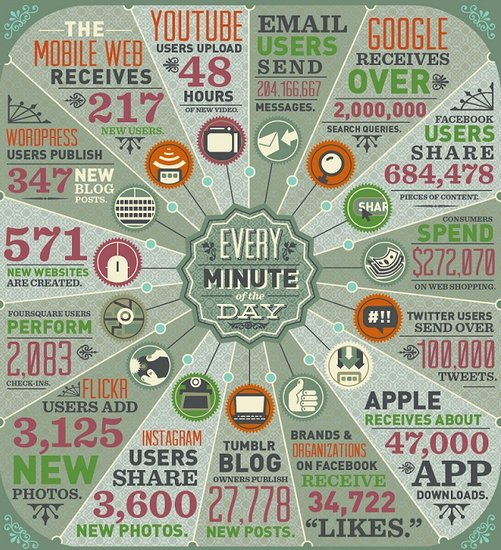 EVERY
MINUTE
of the
DAY
THE
MOBILE WEB
RECEIVES
217
NEW USERS.
YOUTUBE
USERS UPLOAD
48
HOURS
OF NEW VIDEO.
EMAIL
USERS
SEND
204,166,667
MESSAGES.
GOOGLE
RECEIVES
OVER
2,000,000
SEARCH QUERIES.
FACEBOOK
USERS
SHARE
684,478
PIECES OF CONTENT.
CONSUMERS
SPEND
$272,070
ON WEB SHOPPING.
TWITTER USERS
SEND OVER
100,000
TWEETS.
APPLE
RECEIVES ABOUT
47,000
APP
DOWNLOADS.
BRANDS &
ORGANIZATIONS
ON FACEBOOK
RECEIVE
34,722
"LIKES."
TUMBLR
BLOG
OWNERS PUBLISH
27,778
NEW POSTS.
INSTAGRAM
USERS
SHARE
3,600
NEW PHOTOS.
FLICKR
USERS ADD
3,125
NEW
PHOTOS.
FOURSQUARE USERS
PERFORM
2,083
CHECK-INS.
571
NEW WEBSITES
ARE CREATED.
WORDPRESS
USERS PUBLISH
347 NEW
BLOG
POSTS.
SHAR
#!!